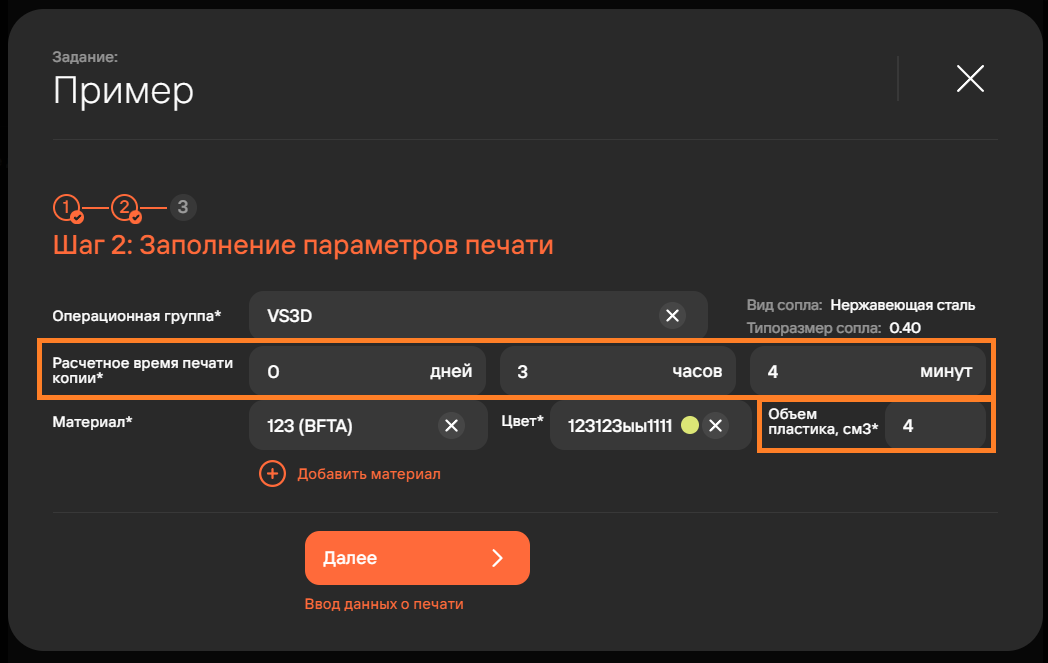 Задание:
Пример
1 2 3
Шаг 2: Заполнение параметров печати
Операционная группа* VS3D
Вид сопла: Нержавеющая сталь
Типоразмер сопла: 0.40
Расчетное время печати
копии* 0 дней 3 часов 4 минут
Материал* 123 (BFTA) Цвет* 123123ыы1111
Объем
пластика, см3* 4
Добавить материал
Далее
Ввод данных о печати